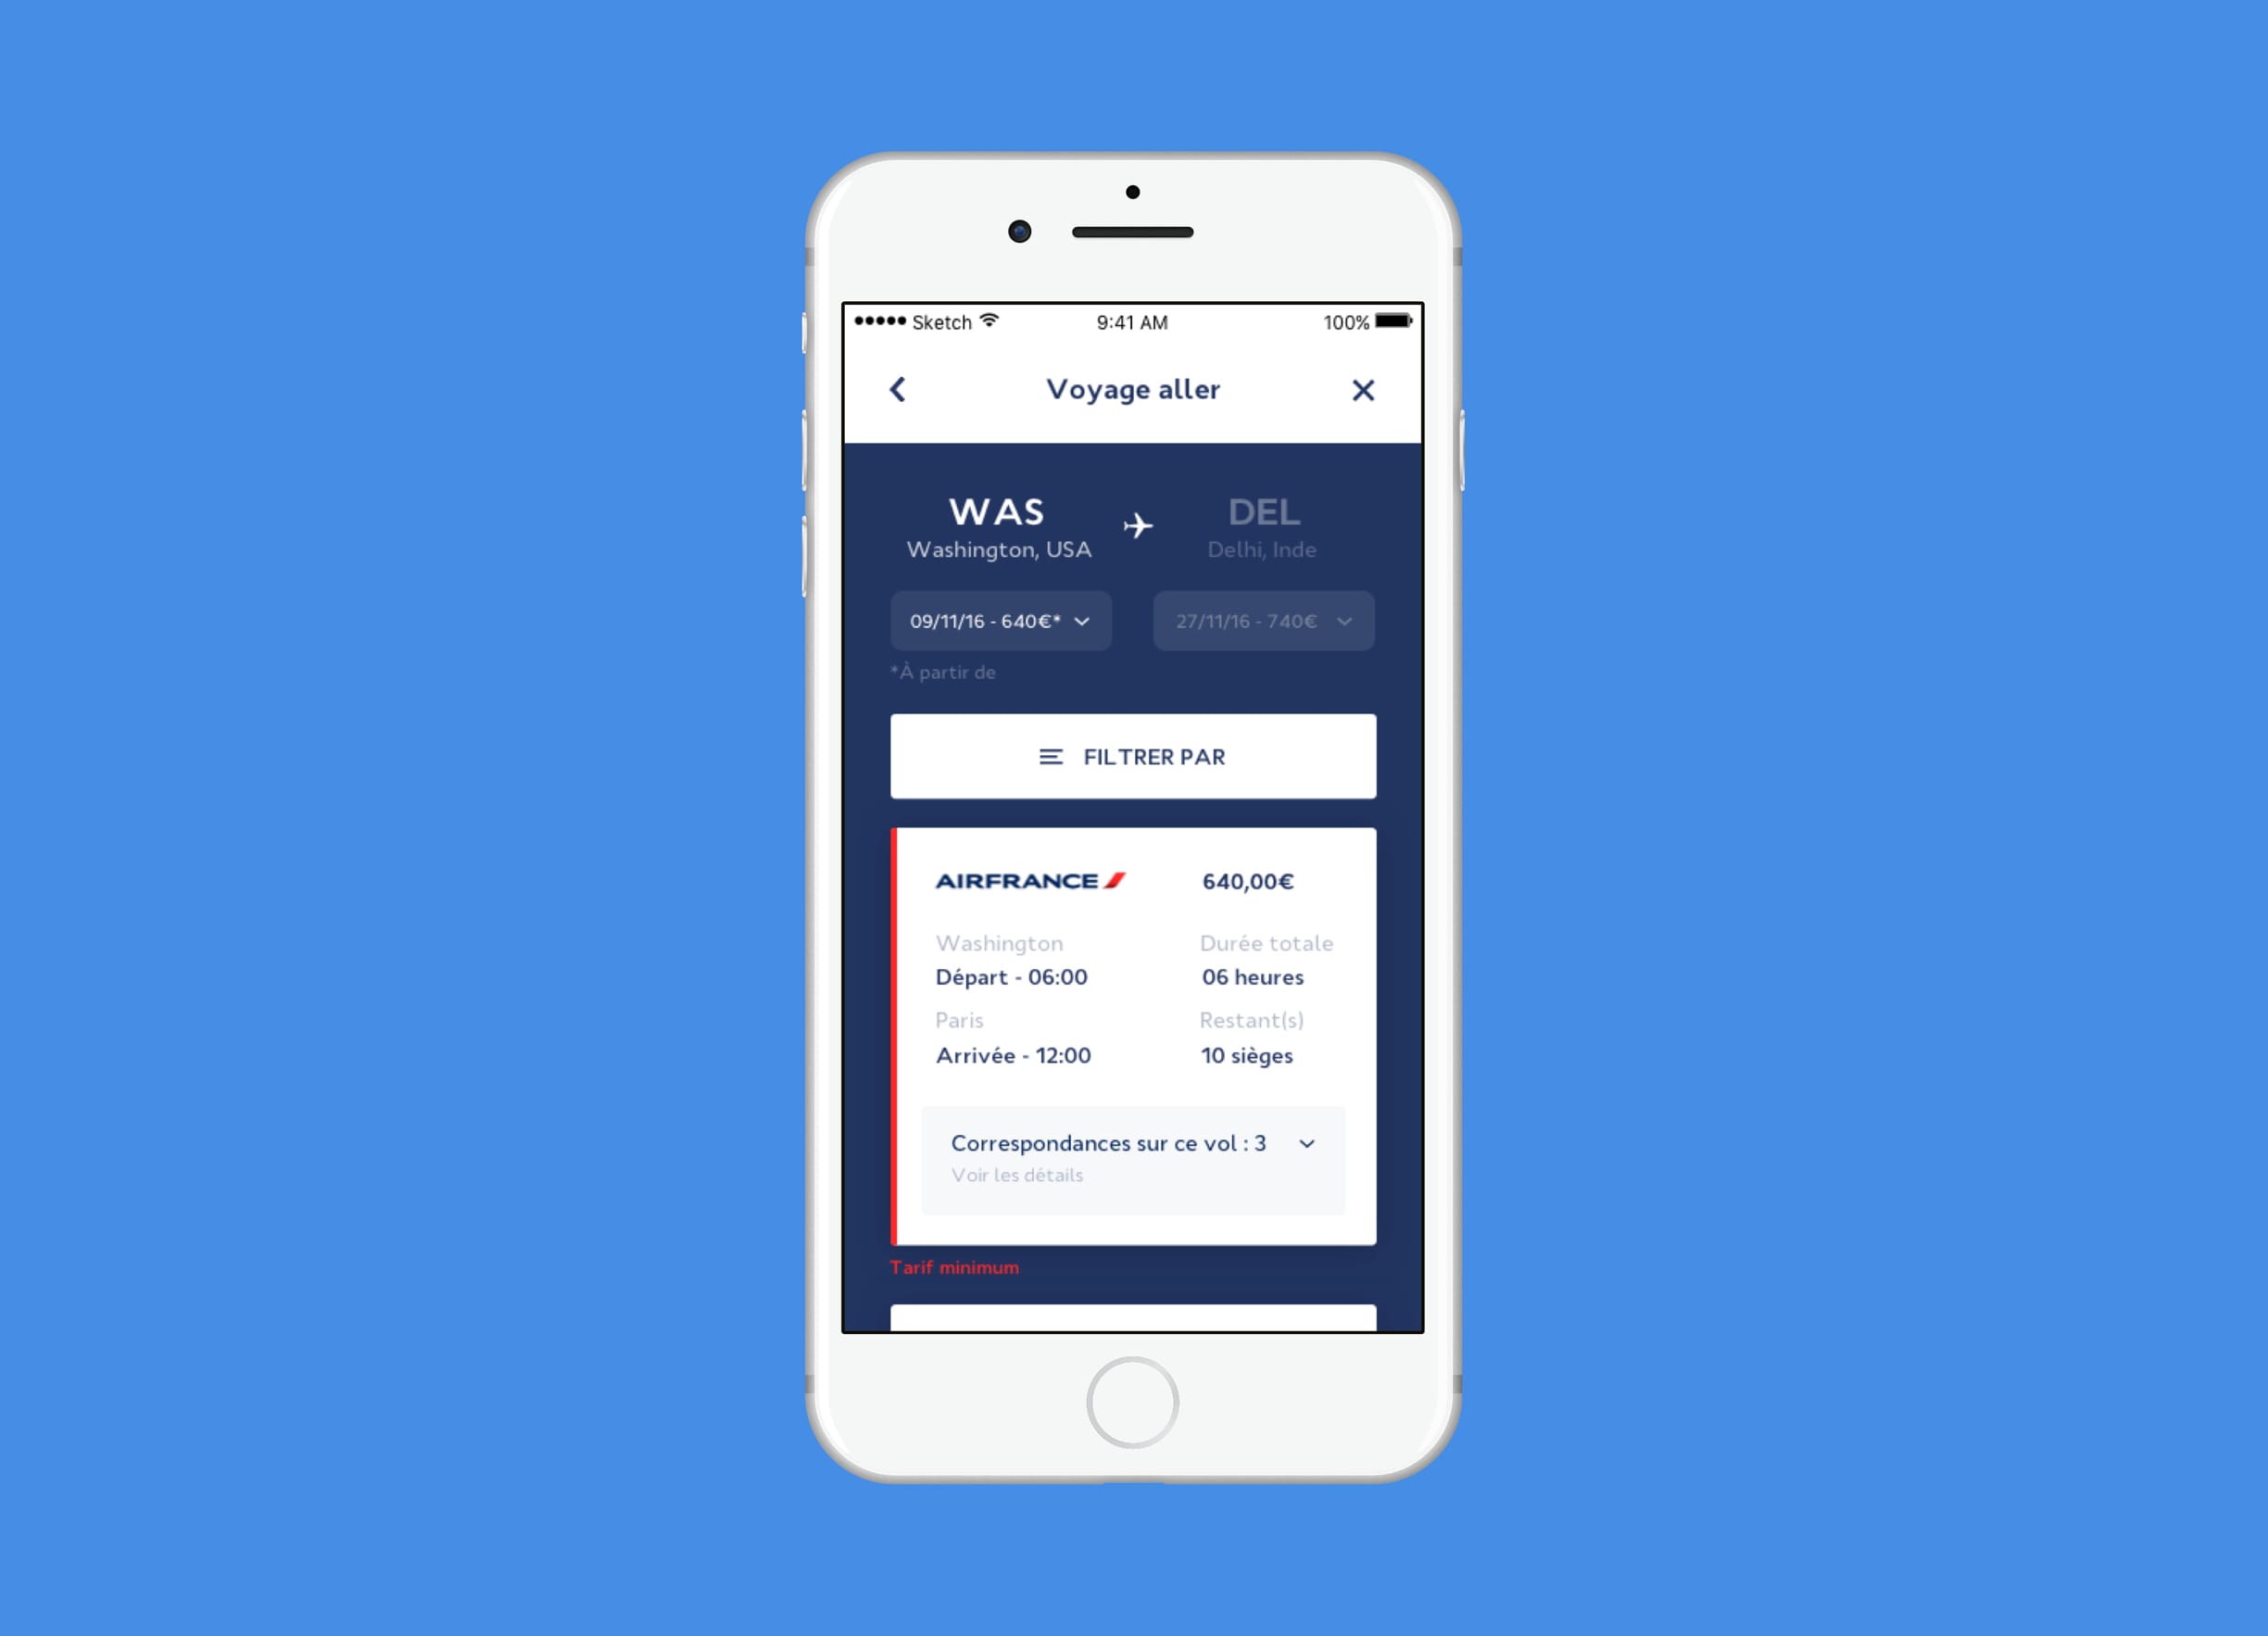 Sketch 9:41 AM 100%
Voyage aller
WAS DEL
Washington, USA Delhi, Inde
09/11/16 - 640€* 27/11/16 - 740€
*À partir de
FILTRER PAR
AIRFRANCE 640,00€
Washington Durée totale
Départ - 06:00 06 heures
Paris Restant(s)
Arrivée - 12:00 10 sièges
Correspondances sur ce vol : 3
Voir les détails
Tarif minimum